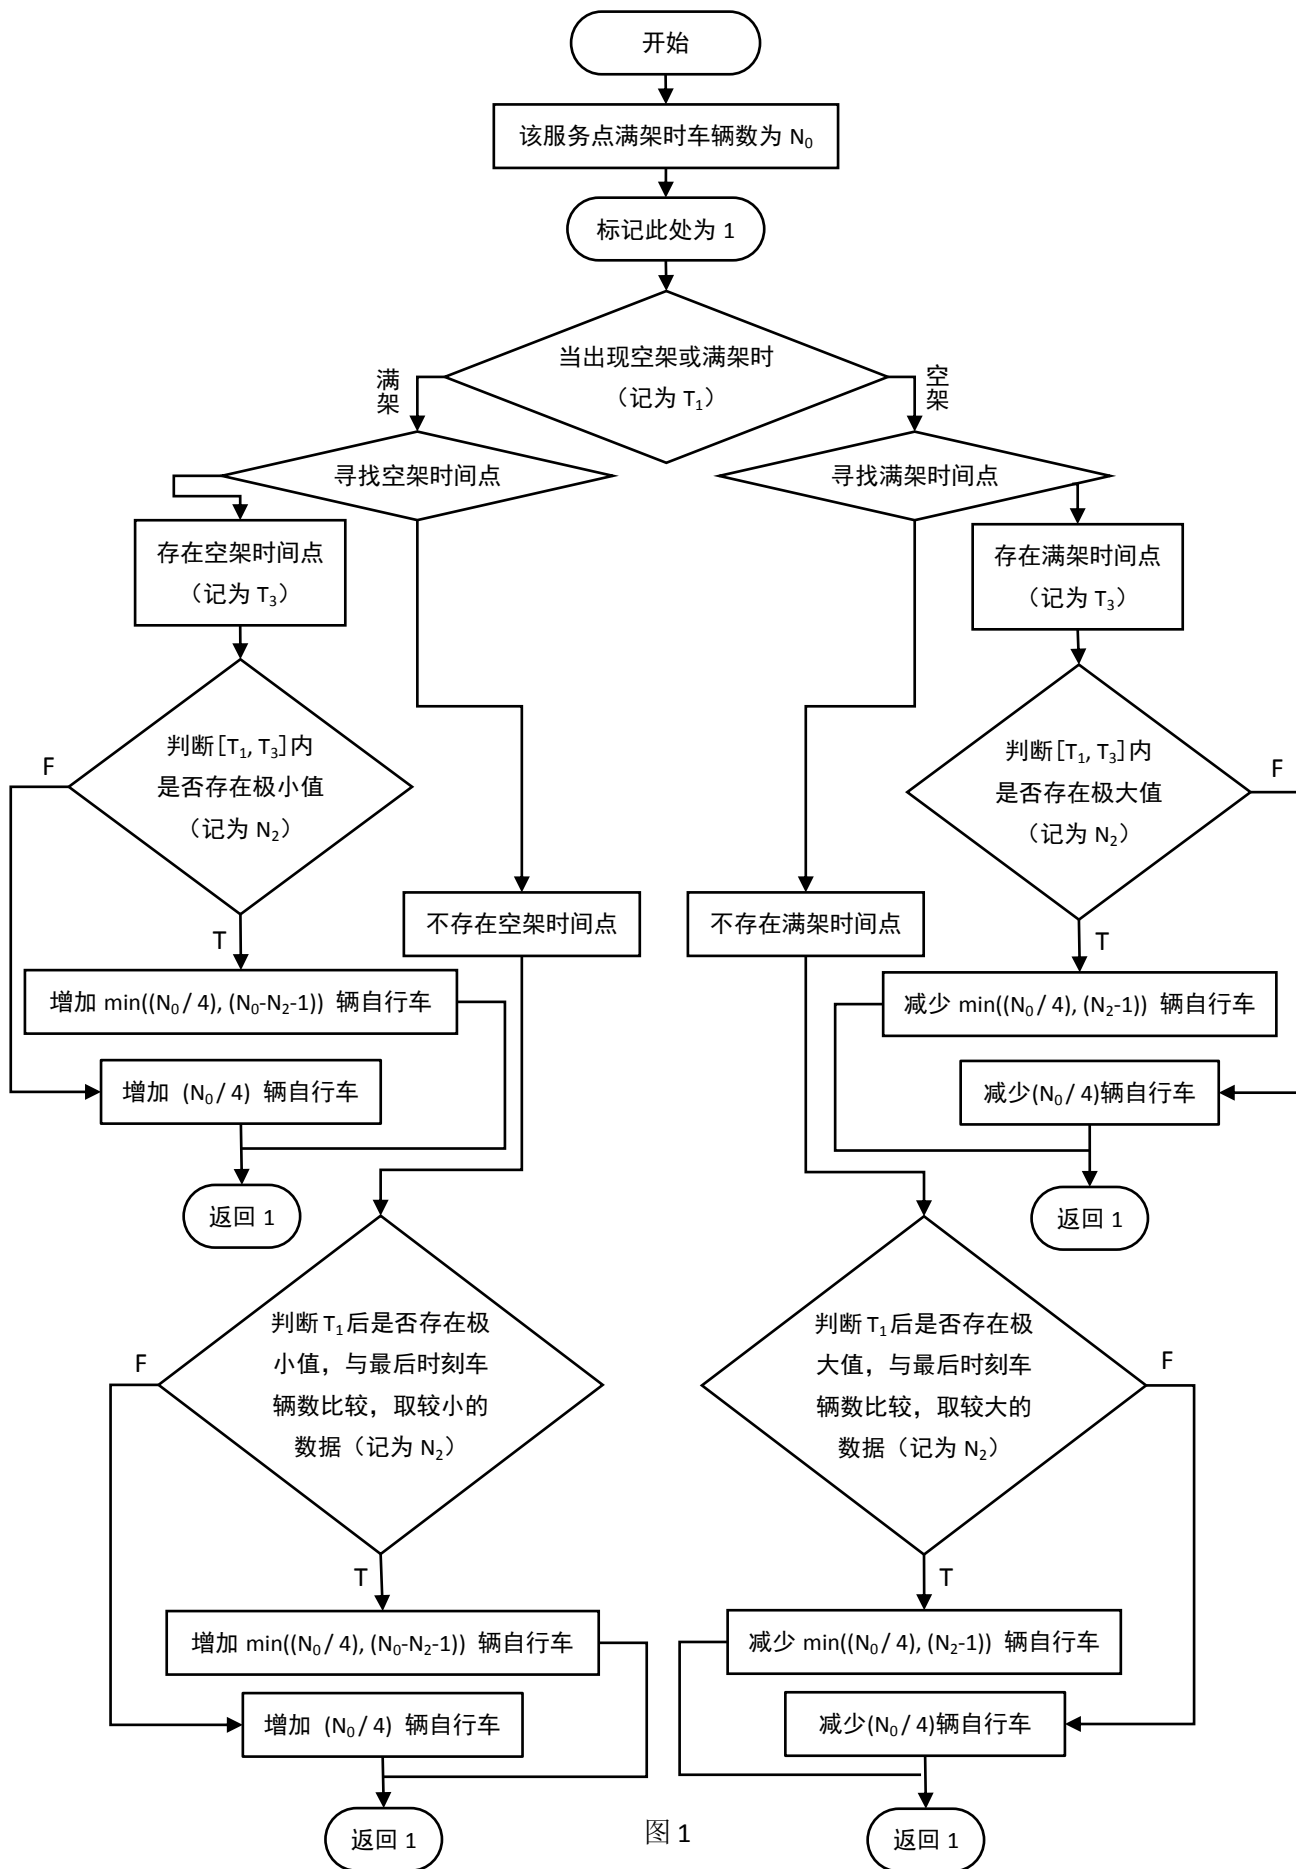 开始
该服务点满架时车辆数为 N₀
标记此处为 1
当出现空架或满架时
（记为 T₁）
满
架
空
架
寻找空架时间点
寻找满架时间点
存在空架时间点
（记为 T₃）
存在满架时间点
（记为 T₃）
判断[T₁, T₃]内
是否存在极小值
（记为 N₂）
F
T
判断[T₁, T₃]内
是否存在极大值
（记为 N₂）
F
T
不存在空架时间点
不存在满架时间点
增加 min((N₀/ 4), (N₀-N₂-1)) 辆自行车
减少 min((N₀/ 4), (N₂-1)) 辆自行车
增加 (N₀/ 4) 辆自行车
减少(N₀/ 4)辆自行车
返回 1
返回 1
判断 T₁后是否存在极
小值，与最后时刻车
辆数比较，取较小的
数据（记为 N₂）
F
T
判断 T₁后是否存在极
大值，与最后时刻车
辆数比较，取较大的
数据（记为 N₂）
F
T
增加 min((N₀/ 4), (N₀-N₂-1)) 辆自行车
减少 min((N₀/ 4), (N₂-1)) 辆自行车
增加 (N₀/ 4) 辆自行车
减少(N₀/ 4)辆自行车
返回 1
返回 1
图 1